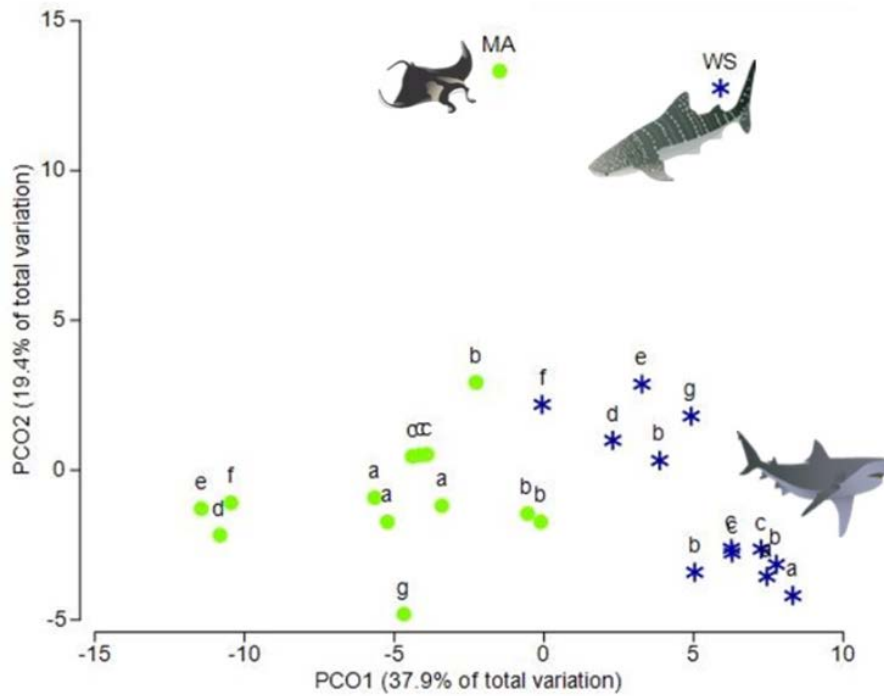 15
MA
WS
10
5
b
f
e
g
d
b
c
c
0
e
f
d
a
a
a
b
b
b
c
c
b
a
a
g
-5
-15
-10
-5
0
5
10
PCO1 (37.9% of total variation)
PCO2 (19.4% of total variation)